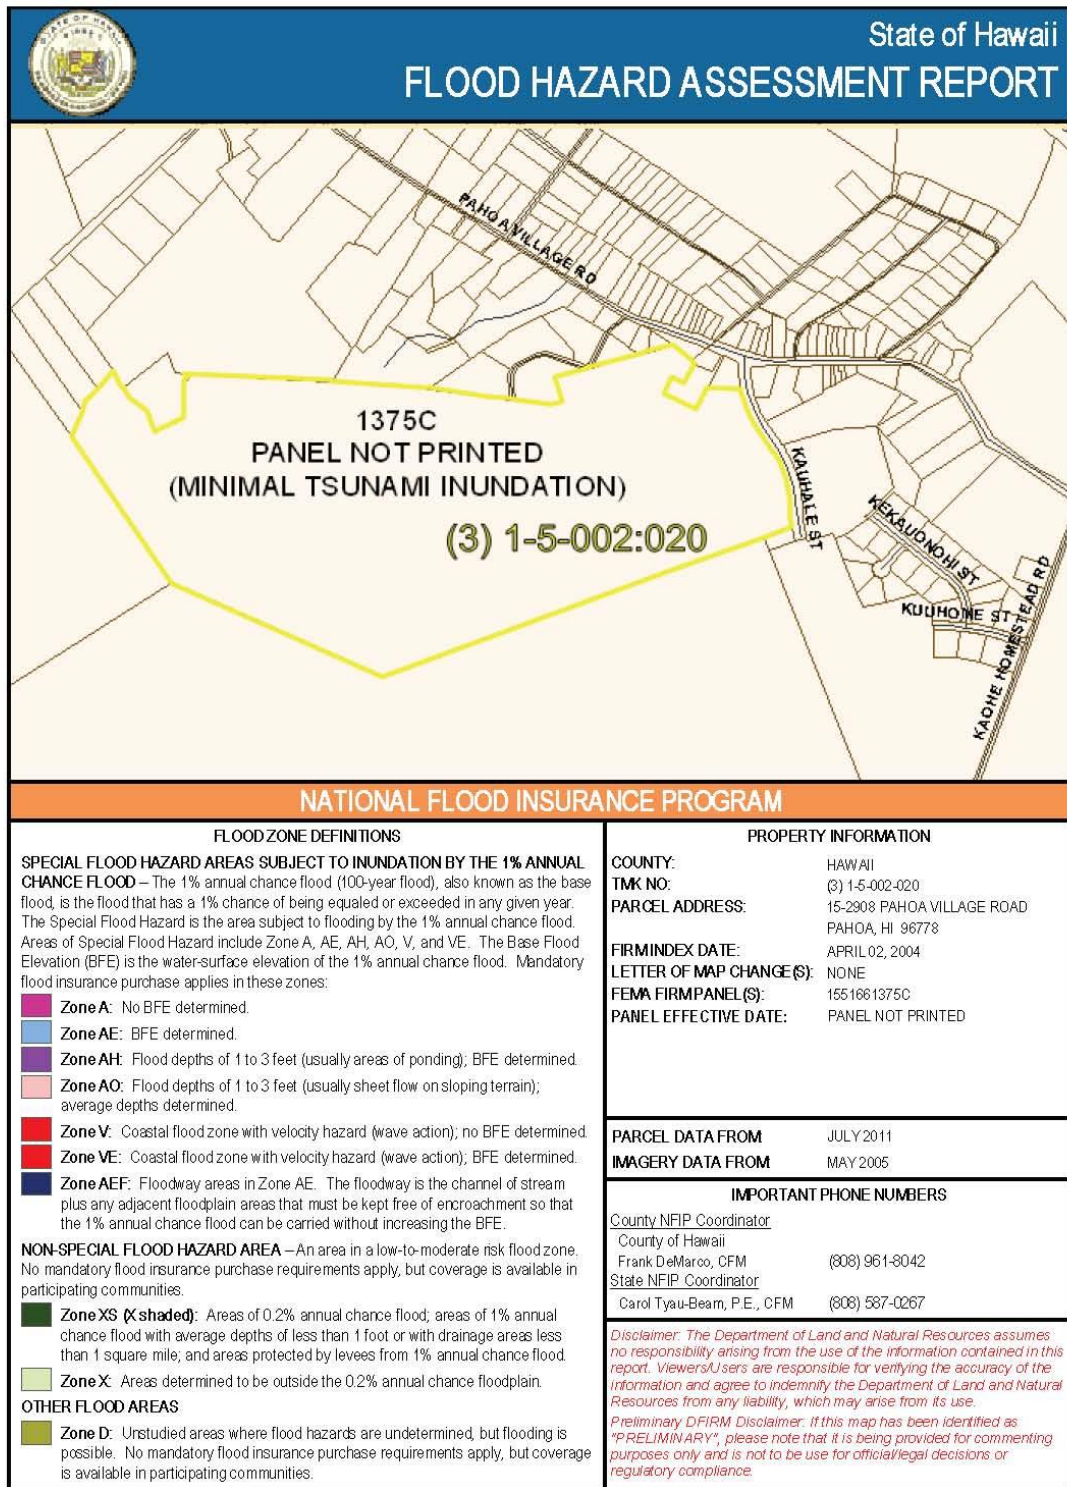 State of Hawaii
FLOOD HAZARD ASSESSMENT REPORT
STATE OF HAWAII
PAHOA VILLAGE RD
1375C
PANEL NOT PRINTED
(MINIMAL TSUNAMI INUNDATION)
(3) 1-5-002:020
KAUHALE ST
KEKAUONOHI ST
KUUHOME ST
KAOHE HOMESTEAD RD
NATIONAL FLOOD INSURANCE PROGRAM
FLOOD ZONE DEFINITIONS
SPECIAL FLOOD HAZARD AREAS SUBJECT TO INUNDATION BY THE 1% ANNUAL
CHANCE FLOOD – The 1% annual chance flood (100-year flood), also known as the base
flood, is the flood that has a 1% chance of being equaled or exceeded in any given year.
The Special Flood Hazard is the area subject to flooding by the 1% annual chance flood.
Areas of Special Flood Hazard include Zone A, AE, AH, AO, V, and VE. The Base Flood
Elevation (BFE) is the water-surface elevation of the 1% annual chance flood. Mandatory
flood insurance purchase applies in these zones:
Zone A: No BFE determined.
Zone AE: BFE determined.
Zone AH: Flood depths of 1 to 3 feet (usually areas of ponding); BFE determined.
Zone AO: Flood depths of 1 to 3 feet (usually sheet flow on sloping terrain);
average depths determined.
Zone V: Coastal flood zone with velocity hazard (wave action); no BFE determined.
Zone VE: Coastal flood zone with velocity hazard (wave action); BFE determined.
Zone AEF: Floodway areas in Zone AE. The floodway is the channel of stream
plus any adjacent floodplain areas that must be kept free of encroachment so that
the 1% annual chance flood can be carried without increasing the BFE.
NON-SPECIAL FLOOD HAZARD AREA – An area in a low-to-moderate risk flood zone.
No mandatory flood insurance purchase requirements apply, but coverage is available in
participating communities.
Zone XS (X shaded): Areas of 0.2% annual chance flood; areas of 1% annual
chance flood with average depths of less than 1 foot or with drainage areas less
than 1 square mile; and areas protected by levees from 1% annual chance flood.
Zone X: Areas determined to be outside the 0.2% annual chance floodplain.
OTHER FLOOD AREAS
Zone D: Unstudied areas where flood hazards are undetermined, but flooding is
possible. No mandatory flood insurance purchase requirements apply, but coverage
is available in participating communities.
PROPERTY INFORMATION
COUNTY: HAWAII
TMK NO: (3) 1-5-002-020
PARCEL ADDRESS: 15-2908 PAHOA VILLAGE ROAD
PAHOA, HI 96778
FIRM INDEX DATE: APRIL 02, 2004
LETTER OF MAP CHANGE(S): NONE
FEMA FIRM PANEL(S): 1551661375C
PANEL EFFECTIVE DATE: PANEL NOT PRINTED
PARCEL DATA FROM: JULY 2011
IMAGERY DATA FROM: MAY 2005
IMPORTANT PHONE NUMBERS
County NFIP Coordinator
County of Hawaii
Frank DeMarco, CFM (808) 961-8042
State NFIP Coordinator
Carol Tyau-Beam, P.E., CFM (808) 587-0267
Disclaimer: The Department of Land and Natural Resources assumes
no responsibility arising from the use of the information contained in this
report. Viewers/Users are responsible for verifying the accuracy of the
information and agree to indemnify the Department of Land and Natural
Resources from any liability, which may arise from its use.
Preliminary DFIRM Disclaimer: If this map has been identified as
"PRELIMINARY", please note that it is being provided for commenting
purposes only and is not to be use for official/legal decisions or
regulatory compliance.